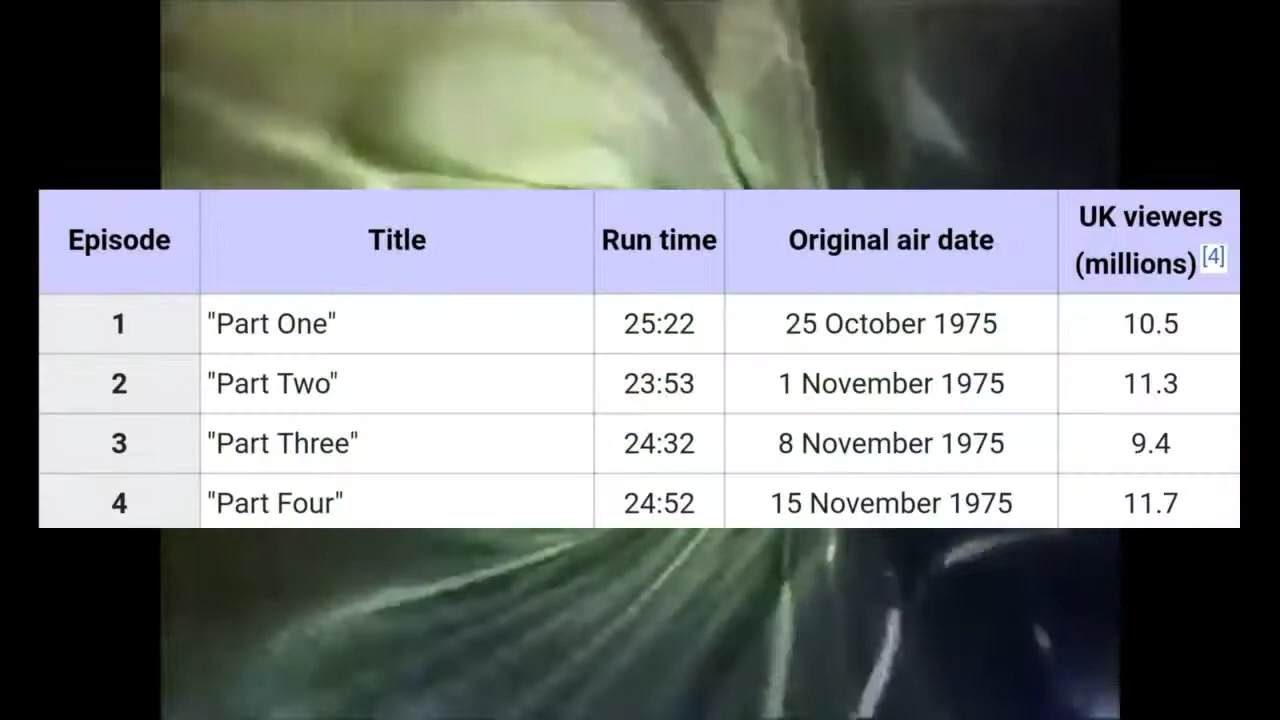 Episode Title Run time Original air date UK viewers (millions) [4]
1 "Part One" 25:22 25 October 1975 10.5
2 "Part Two" 23:53 1 November 1975 11.3
3 "Part Three" 24:32 8 November 1975 9.4
4 "Part Four" 24:52 15 November 1975 11.7